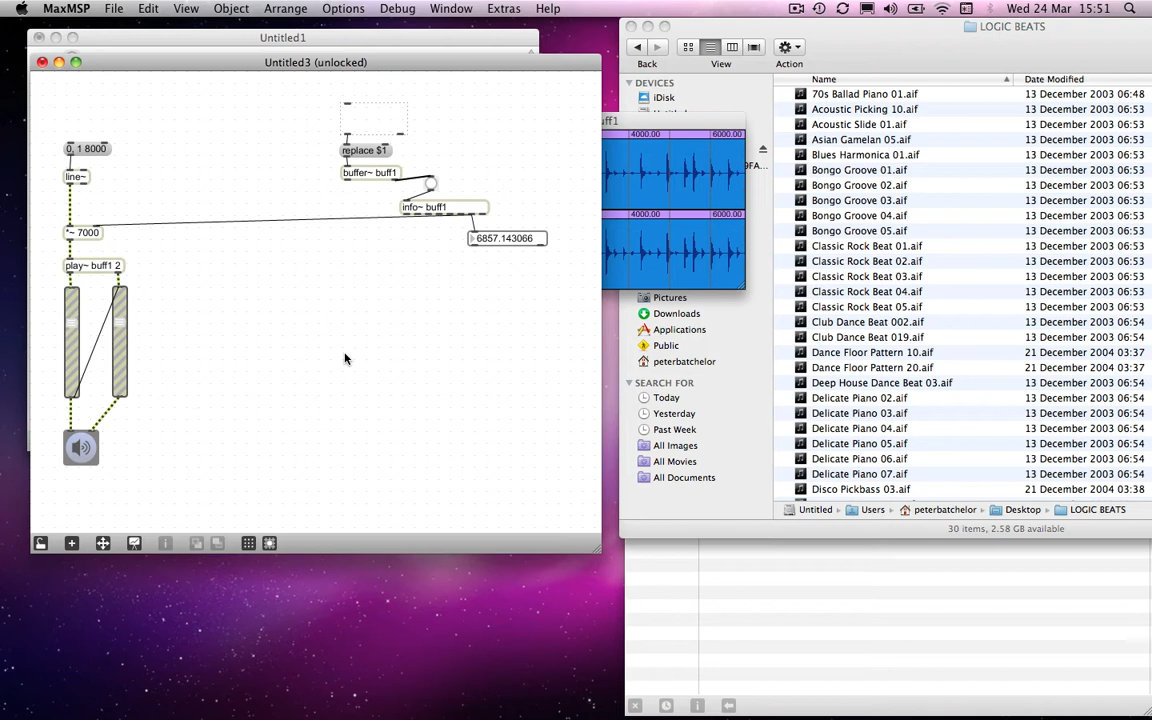 MaxMSP File Edit View Object Arrange Options Debug Window Extras Help Wed 24 Mar 15:51
Untitled1
Untitled3 (unlocked)
0, 1 8000
line~
*~ 7000
play~ buff1 2
replace $1
buffer~ buff1
info~ buff1
6857.143066
uff1
4000.00 6000.00
4000.00 6000.00
LOGIC BEATS
Back View Action
DEVICES
iDisk
9FA...
Pictures
Downloads
Applications
Public
peterbatchelor
SEARCH FOR
Today
Yesterday
Past Week
All Images
All Movies
All Documents
Name Date Modified
70s Ballad Piano 01.aif 13 December 2003 06:48
Acoustic Picking 10.aif 13 December 2003 06:53
Acoustic Slide 01.aif 13 December 2003 06:53
Asian Gamelan 05.aif 13 December 2003 06:53
Blues Harmonica 01.aif 13 December 2003 06:53
Bongo Groove 01.aif 13 December 2003 06:53
Bongo Groove 02.aif 13 December 2003 06:53
Bongo Groove 03.aif 13 December 2003 06:53
Bongo Groove 04.aif 13 December 2003 06:53
Bongo Groove 05.aif 13 December 2003 06:53
Classic Rock Beat 01.aif 13 December 2003 06:53
Classic Rock Beat 02.aif 13 December 2003 06:53
Classic Rock Beat 03.aif 13 December 2003 06:53
Classic Rock Beat 04.aif 13 December 2003 06:53
Classic Rock Beat 05.aif 13 December 2003 06:53
Club Dance Beat 002.aif 13 December 2003 06:54
Club Dance Beat 019.aif 13 December 2003 06:54
Dance Floor Pattern 10.aif 21 December 2004 03:37
Dance Floor Pattern 20.aif 21 December 2004 03:37
Deep House Dance Beat 03.aif 13 December 2003 06:54
Delicate Piano 02.aif 13 December 2003 06:54
Delicate Piano 03.aif 13 December 2003 06:54
Delicate Piano 04.aif 13 December 2003 06:54
Delicate Piano 05.aif 13 December 2003 06:54
Delicate Piano 06.aif 13 December 2003 06:54
Delicate Piano 07.aif 13 December 2003 06:54
Disco Pickbass 03.aif 21 December 2004 03:38
Untitled Users peterbatchelor Desktop LOGIC BEATS
30 items, 2.58 GB available